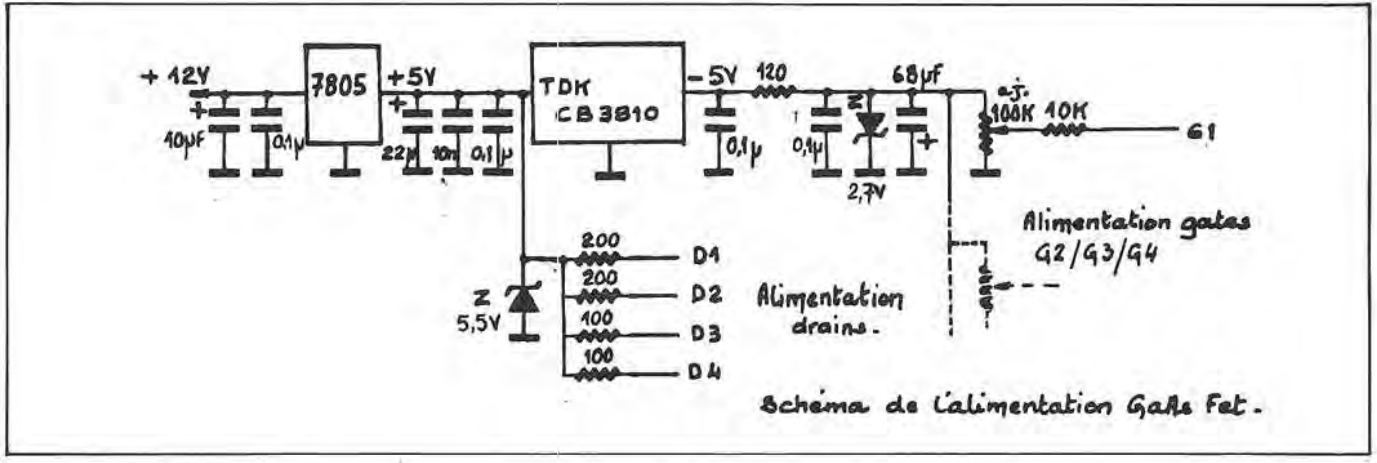 + 12V
7805
+5V
TDK
CB3810
- 5V
120
68µF
aj.
100K
10K
G1
Z
+
10µF
0,1µ
+
22µ
10n
0,1µ
0,1µ
0,1µ
2,7V
+
Alimentation gates
G2/G3/G4
200
D1
200
D2
100
D3
100
D4
Z
5,5V
Alimentation
drains.
Schéma de l'alimentation GaAs Fet.